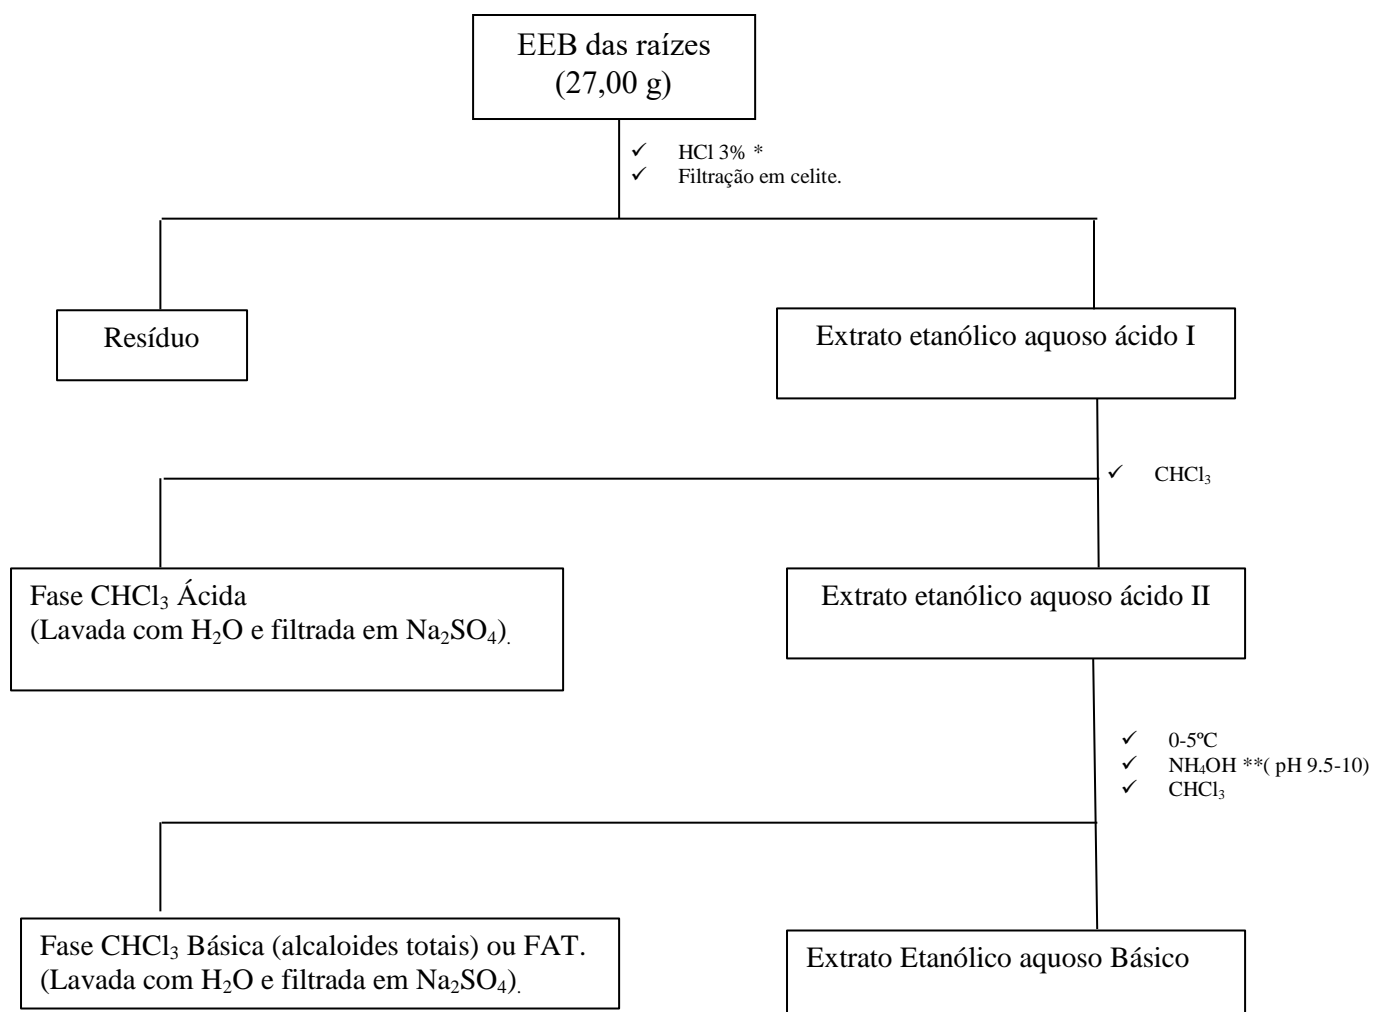 EEB das raízes
(27,00 g)
✓ HCl 3% *
✓ Filtração em celite.
Resíduo
Extrato etanólico aquoso ácido I
✓ CHCl₃
Fase CHCl₃ Ácida
(Lavada com H₂O e filtrada em Na₂SO₄).
Extrato etanólico aquoso ácido II
✓ 0-5ºC
✓ NH₄OH **( pH 9.5-10)
✓ CHCl₃
Fase CHCl₃ Básica (alcaloides totais) ou FAT.
(Lavada com H₂O e filtrada em Na₂SO₄).
Extrato Etanólico aquoso Básico